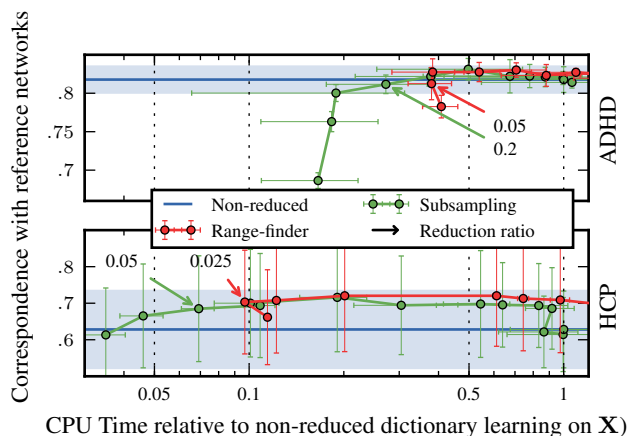 Correspondence with reference networks
.8
.75
.7
0.05
0.2
ADHD
Non-reduced
Subsampling
Range-finder
Reduction ratio
.8
.7
.6
0.05
0.025
HCP
0.05
0.1
0.5
1
CPU Time relative to non-reduced dictionary learning on X)